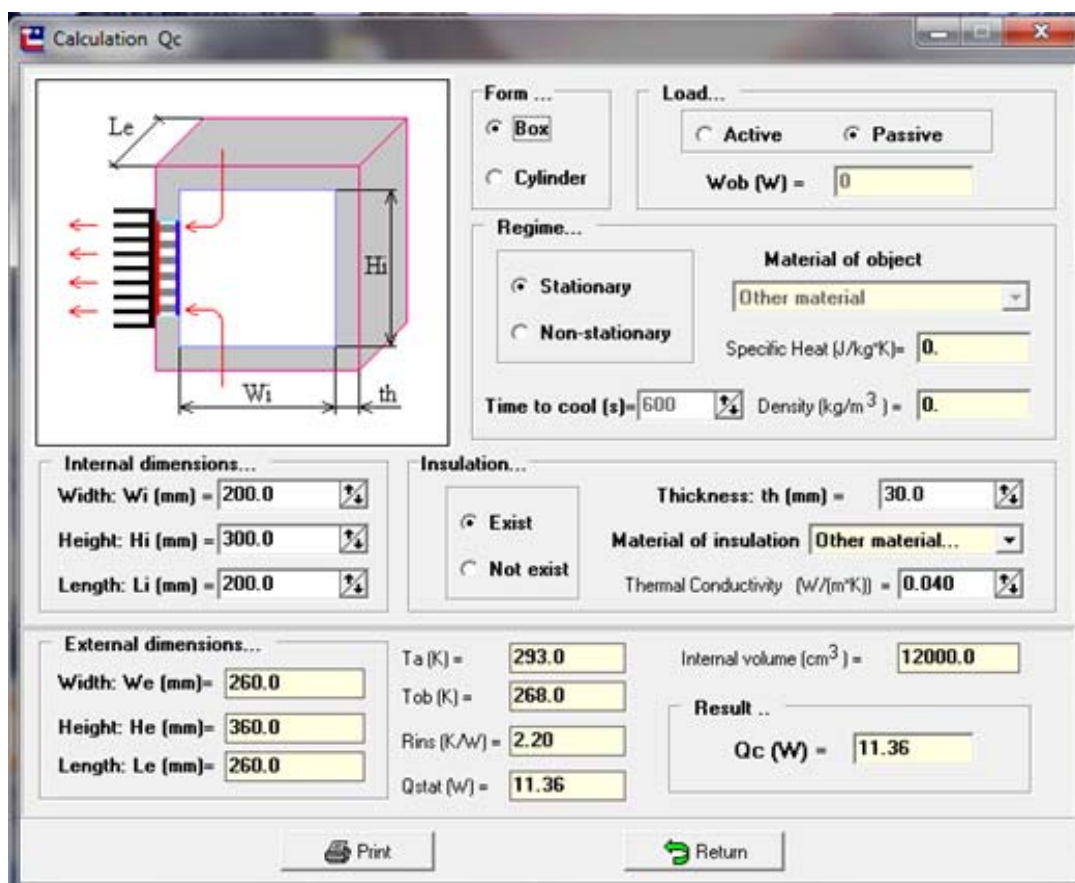 Calculation Qc
Le
Hi
Wi
th
Form ...
Box
Cylinder
Load...
Active Passive
Wob (W) = 0
Regime...
Stationary
Non-stationary
Material of object
Other material
Specific Heat (J/kg*K)= 0.
Time to cool (s)= 600 Density (kg/m3 ) = 0.
Internal dimensions...
Width: Wi (mm) = 200.0
Height: Hi (mm) = 300.0
Length: Li (mm) = 200.0
Insulation...
Exist
Not exist
Thickness: th (mm) = 30.0
Material of insulation Other material...
Thermal Conductivity (W/(m*K)) = 0.040
External dimensions...
Width: We (mm)= 260.0
Height: He (mm)= 360.0
Length: Le (mm)= 260.0
Ta (K) = 293.0
Tob (K) = 268.0
Rins (K/W) = 2.20
Qstat (W) = 11.36
Internal volume (cm3 ) = 12000.0
Result ..
Qc (W) = 11.36
Print
Return